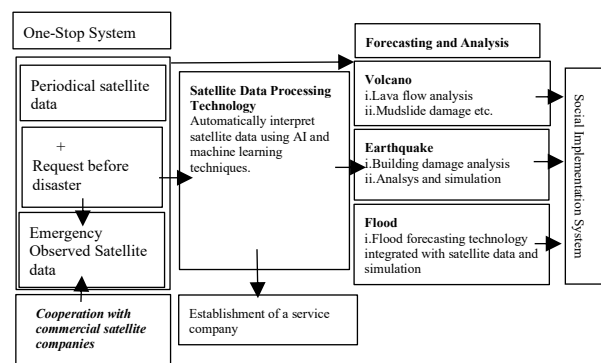 One-Stop System
Periodical satellite
data
+
Request before
disaster
Emergency
Observed Satellite
data
Cooperation with
commercial satellite
companies
Satellite Data Processing
Technology
Automatically interpret
satellite data using AI and
machine learning
techniques.
Establishment of a service
company
Forecasting and Analysis
Volcano
i.Lava flow analysis
ii.Mudslide damage etc.
Earthquake
i.Building damage analysis
ii.Analsys and simulation
Flood
i.Flood forecasting technology
integrated with satellite data and
simulation
Social Implementation System